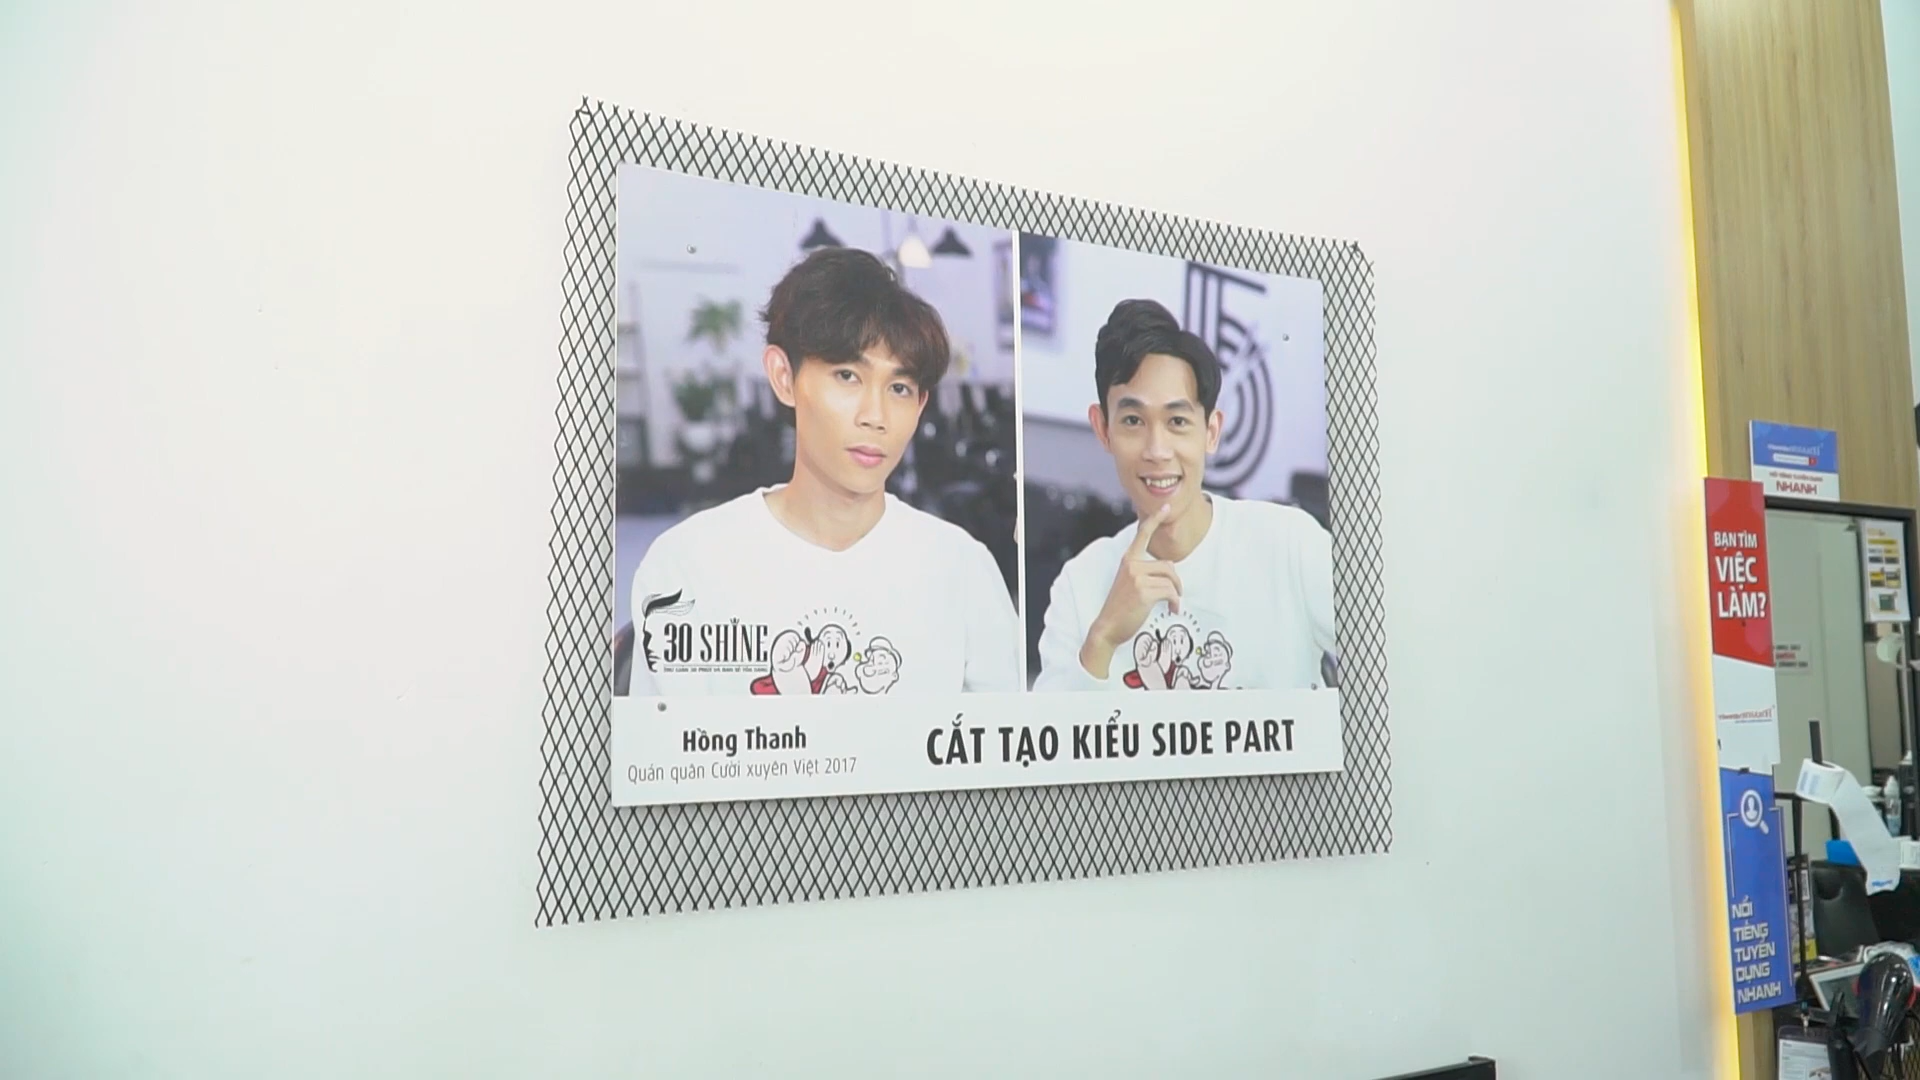 30 SHINE
Hồng Thanh
Quán quân Cười xuyên Việt 2017
CẮT TẠO KIỂU SIDE PART
NHANH
BẠN TÌM
VIỆC
LÀM?
NỔI
TIẾNG
TUYỂN
DỤNG
NHANH